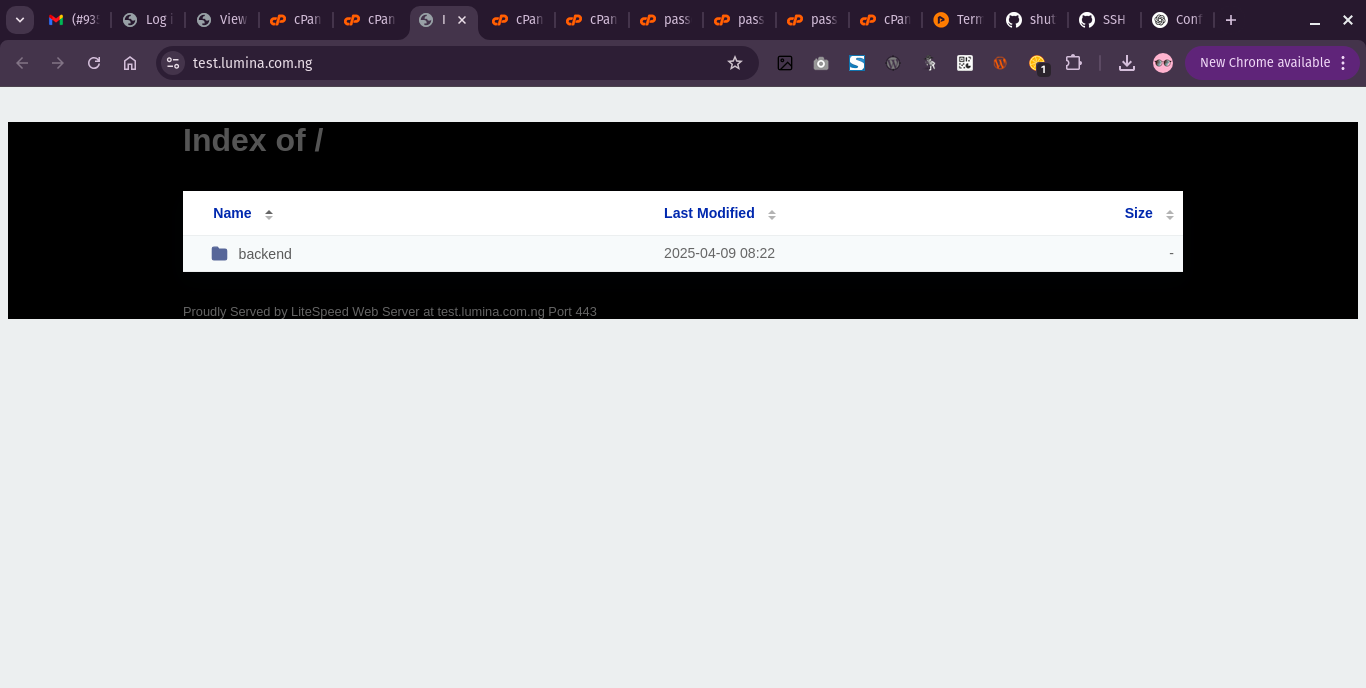 (#935
Log i
View
cPan
cPan
I
cPan
cPan
pass
pass
pass
cPan
Term
shut
SSH
Conf
test.lumina.com.ng
1
New Chrome available
Index of /
Name Last Modified Size
backend 2025-04-09 08:22 -
Proudly Served by LiteSpeed Web Server at test.lumina.com.ng Port 443